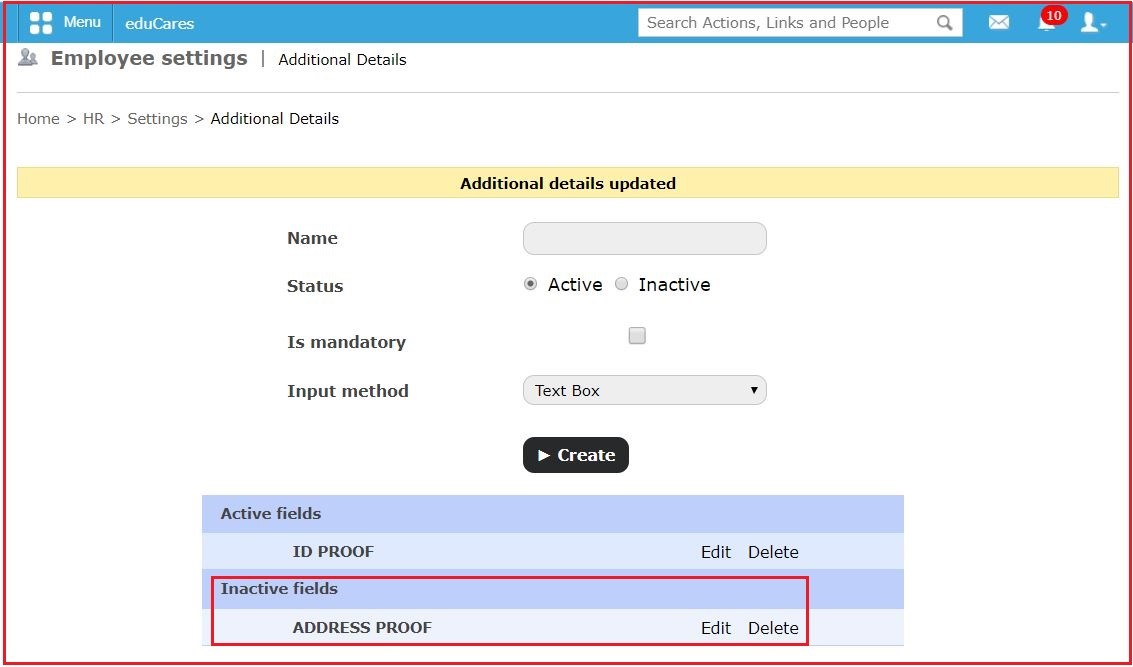 Menu eduCares Search Actions, Links and People 10
Employee settings | Additional Details
Home > HR > Settings > Additional Details
Additional details updated
Name
Status Active Inactive
Is mandatory
Input method Text Box
Create
Active fields
ID PROOF Edit Delete
Inactive fields
ADDRESS PROOF Edit Delete